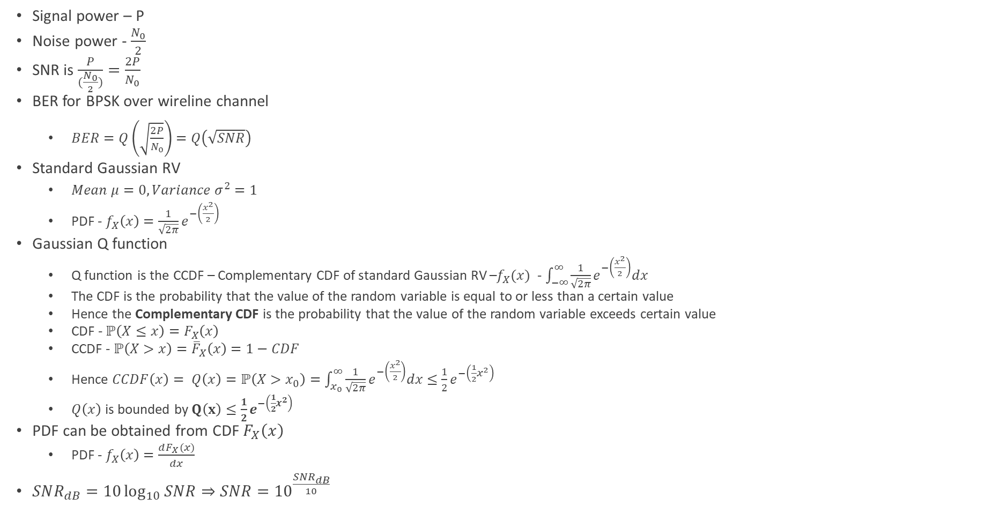 • Signal power – P
• Noise power - $\frac{N_0}{2}$
• SNR is $\frac{P}{(\frac{N_0}{2})} = \frac{2P}{N_0}$
• BER for BPSK over wireline channel
• $BER = Q\left(\sqrt{\frac{2P}{N_0}}\right) = Q(\sqrt{SNR})$
• Standard Gaussian RV
• $Mean\ \mu = 0, Variance\ \sigma^2 = 1$
• PDF - $f_X(x) = \frac{1}{\sqrt{2\pi}} e^{-\left(\frac{x^2}{2}\right)}$
• Gaussian Q function
• Q function is the CCDF – Complementary CDF of standard Gaussian RV – $f_X(x)$ - $\int_{-\infty}^{\infty} \frac{1}{\sqrt{2\pi}} e^{-\left(\frac{x^2}{2}\right)} dx$
• The CDF is the probability that the value of the random variable is equal to or less than a certain value
• Hence the Complementary CDF is the probability that the value of the random variable exceeds certain value
• CDF - $\mathbb{P}(X \leq x) = F_X(x)$
• CCDF - $\mathbb{P}(X > x) = \bar{\bar{F}}_X(x) = 1 - CDF$
• Hence $CCDF(x) = Q(x) = \mathbb{P}(X > x_0) = \int_{x_0}^{\infty} \frac{1}{\sqrt{2\pi}} e^{-\left(\frac{x^2}{2}\right)} dx \leq \frac{1}{2} e^{-\left(\frac{1}{2}x^2\right)}$
• $Q(x)$ is bounded by $\mathbf{Q(x)} \leq \frac{1}{2} e^{-\left(\frac{1}{2}x^2\right)}$
• PDF can be obtained from CDF $F_X(x)$
• PDF - $f_X(x) = \frac{dF_X(x)}{dx}$
• $SNR_{dB} = 10 \log_{10} SNR \Rightarrow SNR = 10^{\frac{SNR_{dB}}{10}}$